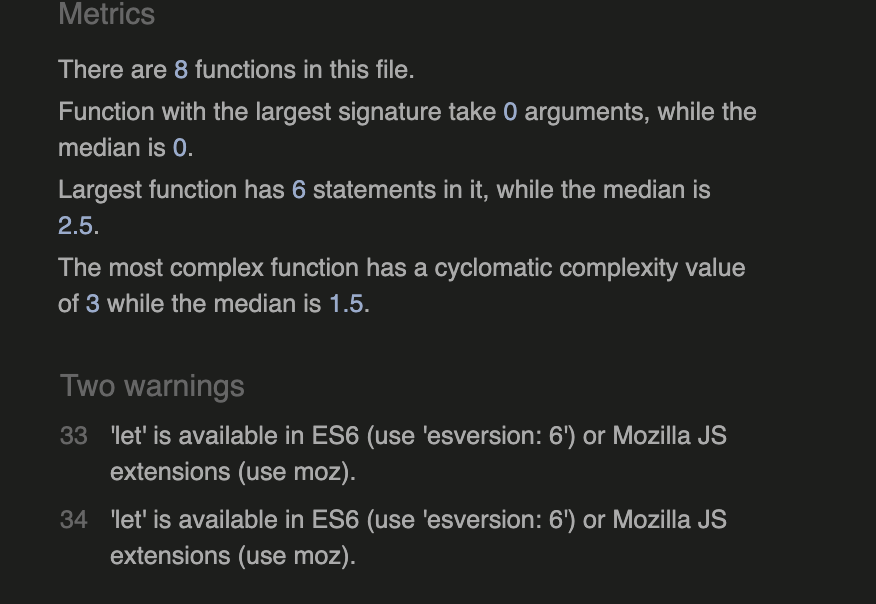 Metrics
There are 8 functions in this file.
Function with the largest signature take 0 arguments, while the
median is 0.
Largest function has 6 statements in it, while the median is
2.5.
The most complex function has a cyclomatic complexity value
of 3 while the median is 1.5.
Two warnings
33 'let' is available in ES6 (use 'esversion: 6') or Mozilla JS
extensions (use moz).
34 'let' is available in ES6 (use 'esversion: 6') or Mozilla JS
extensions (use moz).